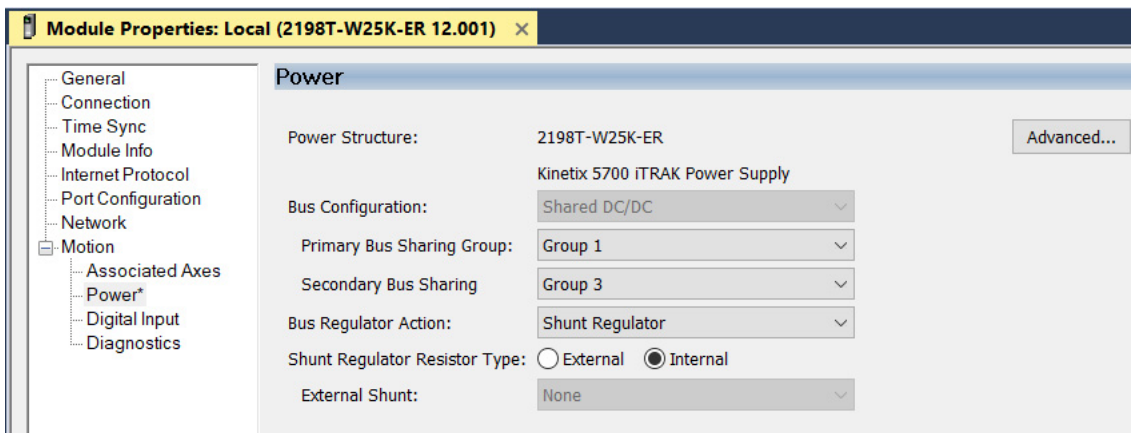 Module Properties: Local (2198T-W25K-ER 12.001) ×
General
Connection
Time Sync
Module Info
Internet Protocol
Port Configuration
Network
Motion
Associated Axes
Power*
Digital Input
Diagnostics
Power
Power Structure: 2198T-W25K-ER Advanced...
Kinetix 5700 iTRAK Power Supply
Bus Configuration: Shared DC/DC
Primary Bus Sharing Group: Group 1
Secondary Bus Sharing Group 3
Bus Regulator Action: Shunt Regulator
Shunt Regulator Resistor Type: External Internal
External Shunt: None